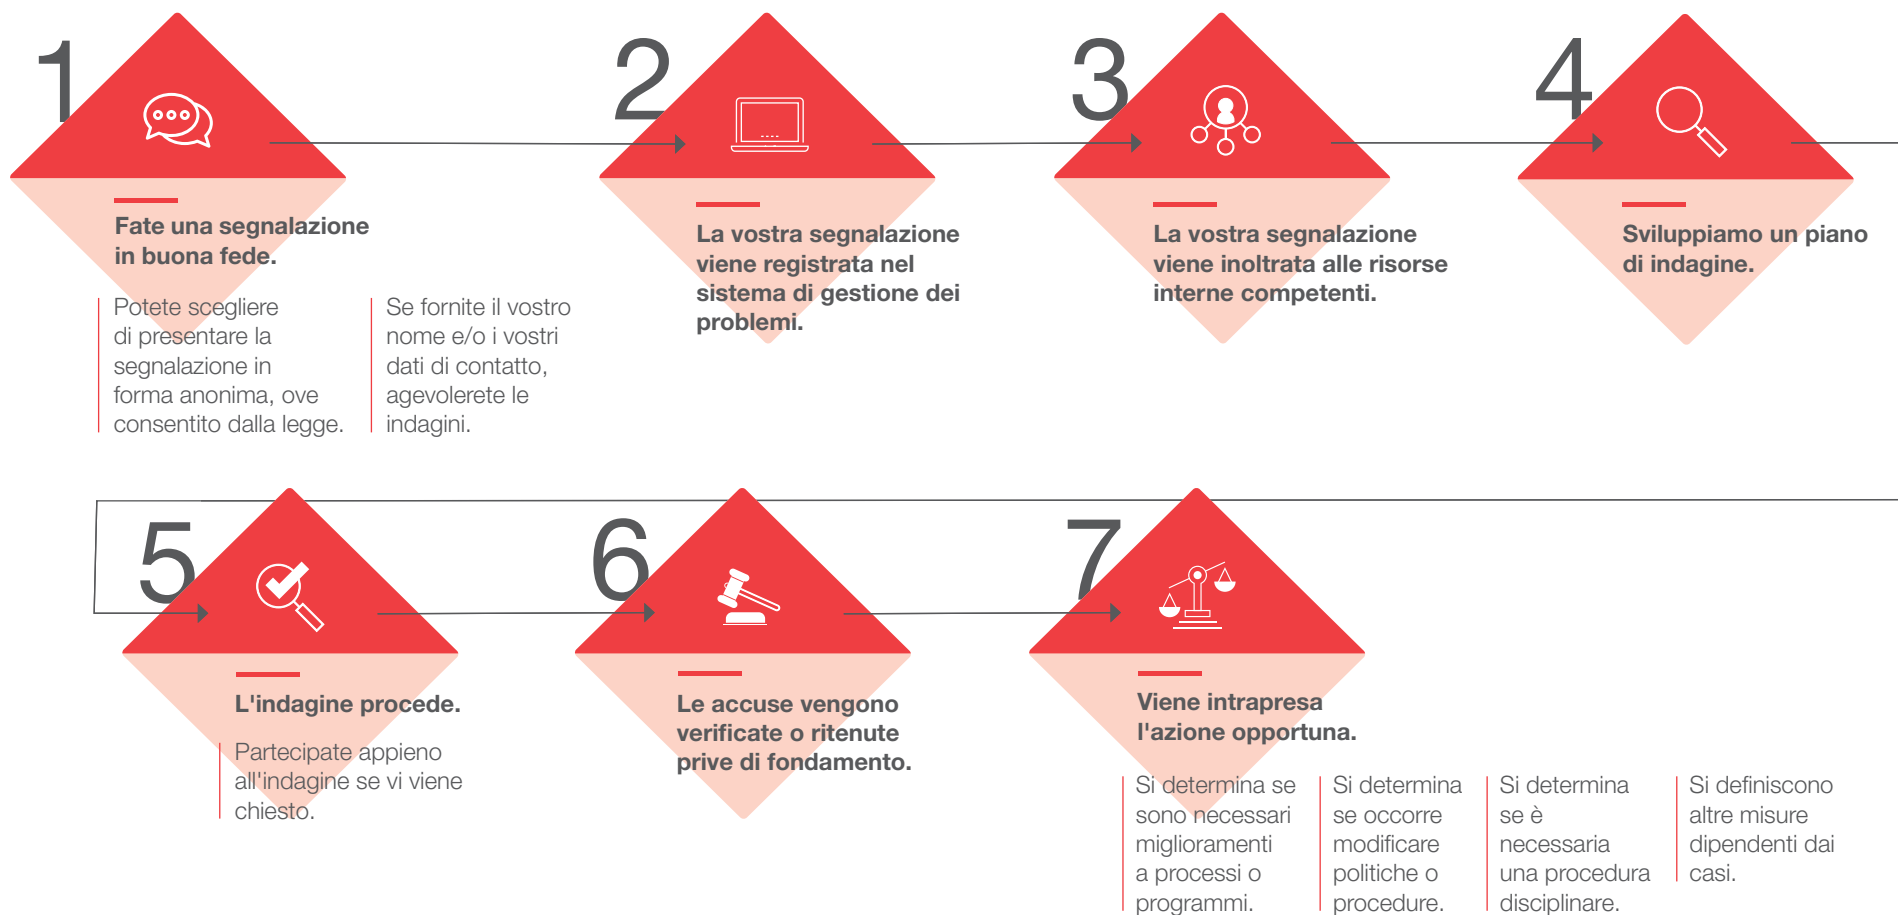 1
Fate una segnalazione
in buona fede.
Potete scegliere
di presentare la
segnalazione in
forma anonima, ove
consentito dalla legge.
Se fornite il vostro
nome e/o i vostri
dati di contatto,
agevolerete le
indagini.
2
La vostra segnalazione
viene registrata nel
sistema di gestione dei
problemi.
3
La vostra segnalazione
viene inoltrata alle risorse
interne competenti.
4
Sviluppiamo un piano
di indagine.
5
L'indagine procede.
Partecipate appieno
all'indagine se vi viene
chiesto.
6
Le accuse vengono
verificate o ritenute
prive di fondamento.
7
Viene intrapresa
l'azione opportuna.
Si determina se
sono necessari
miglioramenti
a processi o
programmi.
Si determina
se occorre
modificare
politiche o
procedure.
Si determina
se è
necessaria
una procedura
disciplinare.
Si definiscono
altre misure
dipendenti dai
casi.